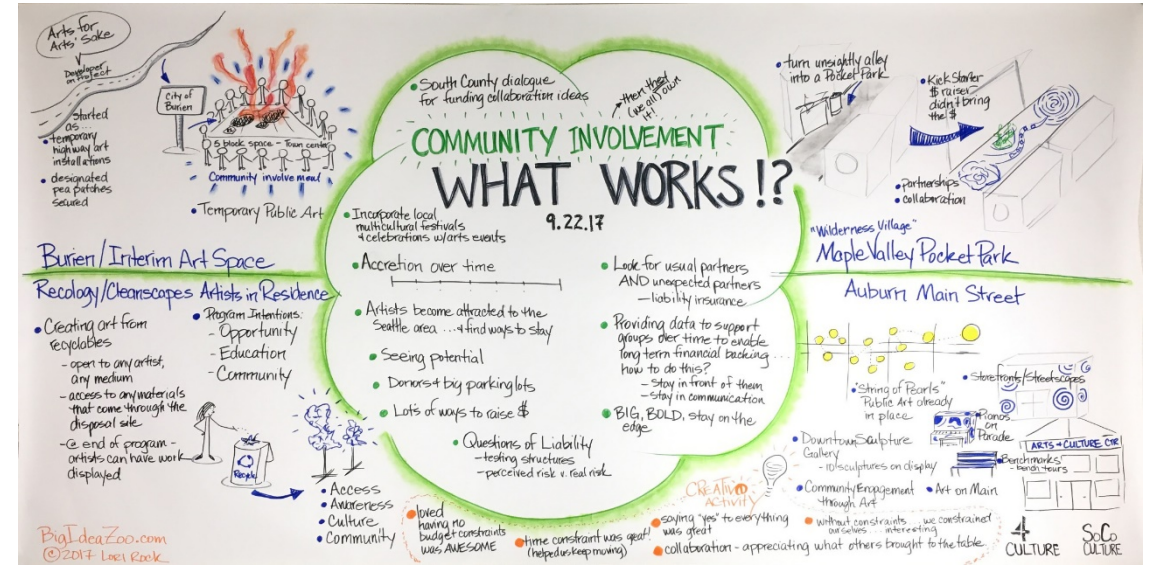 Arts for
Arts' Sake
Developer
on Project
City of
Burien
Started
as
temporary
highway art
installations
designated
pea patches
secured
5 block space - Town center
Community involvement
Temporary Public Art
Burien/Interim Art Space
South County dialogue
for funding collaboration ideas
then they
(we all) own
it!
COMMUNITY INVOLVEMENT
WHAT WORKS!?
9.22.17
Incorporate local
multicultural festivals
+ celebrations w/arts events
Accretion over time
Artists become attracted to the
Seattle area ...+ find ways to stay
Seeing potential
Donors + big parking lots
Lots of ways to raise $
Questions of Liability
- testing structures
- perceived risk v. real risk
Look for usual partners
AND unexpected partners
- liability insurance
Providing data to support
groups over time to enable
long term financial backing...
how to do this?
- Stay in front of them
- stay in communication
BIG, BOLD, stay on the
edge
turn unsightly alley
into a Pocket Park
Kick Starter
$ raiser
didn't bring
the $
partnerships
collaboration
"Wilderness Village"
Maple Valley Pocket Park
Recology/Cleanscapes Artists in Residence
Creating art from
recyclables
- open to any artist,
any medium
- access to any materials
that come through the
disposal site
- @ end of program -
artists can have work
displayed
Program Intentions:
- Opportunity
- Education
- Community
Recycle
Access
Awareness
Culture
Community
Auburn Main Street
"String of Pearls"
Public Art already
in place
Storefronts/Streetscapes
Pianos
on
Parade
Downtown Sculpture
Gallery
- 10 sculptures on display
Benchmarks
- bench tours
ARTS + CULTURE CTR
Community Engagement
through Art
Art on Main
CREATIVE
ACTIVITY
loved
having no
budget constraints
was AWESOME
time constraint was great!
(helped us keep moving)
saying "yes" to everything
was great
collaboration - appreciating what others brought to the table
without constraints... we constrained
ourselves... interesting
4
CULTURE
SoCo
CULTURE
BigIdeaZoo.com
©2017 Lori Rock